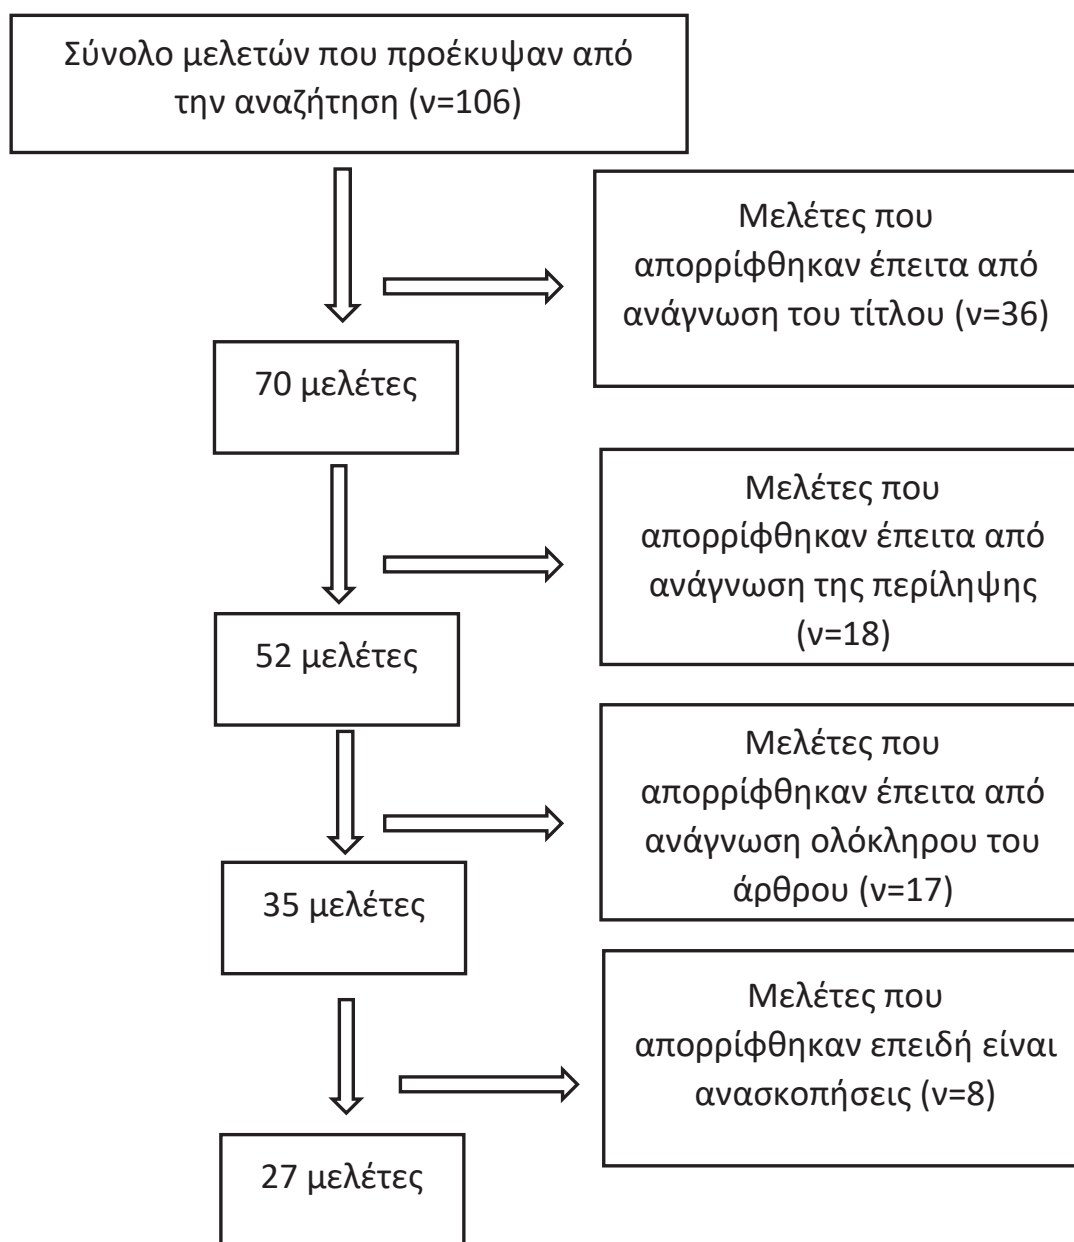 Σύνολο μελετών που προέκυψαν από
την αναζήτηση (ν=106)
Μελέτες που
απορρίφθηκαν έπειτα από
ανάγνωση του τίτλου (ν=36)
70 μελέτες
Μελέτες που
απορρίφθηκαν έπειτα από
ανάγνωση της περίληψης
(ν=18)
52 μελέτες
Μελέτες που
απορρίφθηκαν έπειτα από
ανάγνωση ολόκληρου του
άρθρου (ν=17)
35 μελέτες
Μελέτες που
απορρίφθηκαν επειδή είναι
ανασκοπήσεις (ν=8)
27 μελέτες